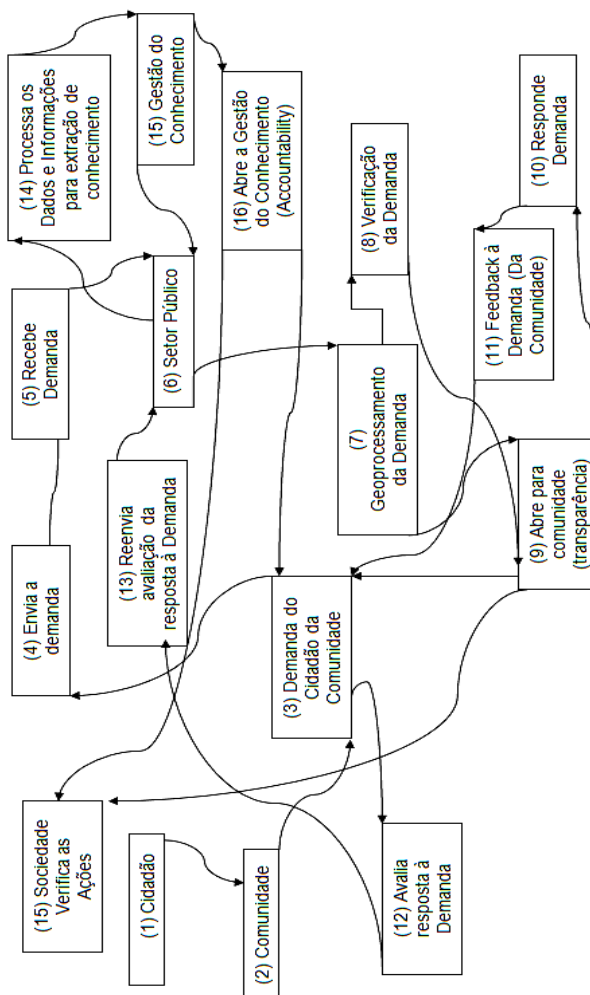 (15) Sociedade
Verifica as
Ações
(1) Cidadão
(2) Comunidade
(12) Avalia
resposta à
Demanda
(4) Envia a
demanda
(13) Reenvia
avaliação da
resposta à Demanda
(3) Demanda do
Cidadão da
Comunidade
(5) Recebe
Demanda
(6) Setor Público
(7)
Geoprocessamento
da Demanda
(9) Abre para
comunidade
(transparência)
(14) Processa os
Dados e Informações
para extração de
conhecimento
(15) Gestão do
Conhecimento
(16) Abre a Gestão
do Conhecimento
(Accountability)
(8) Verificação
da Demanda
(11) Feedback à
Demanda (Da
Comunidade)
(10) Responde
Demanda